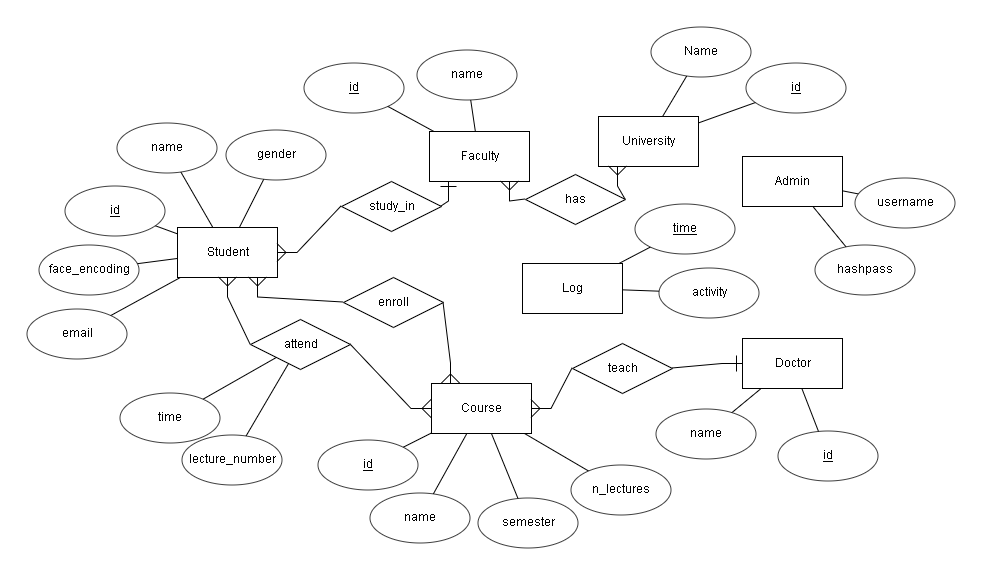 Name
name
id
id
University
name
gender
Faculty
Admin
id
study_in
has
username
time
Student
face_encoding
hashpass
Log
activity
enroll
email
attend
Doctor
teach
time
Course
name
lecture_number
id
id
n_lectures
name
semester